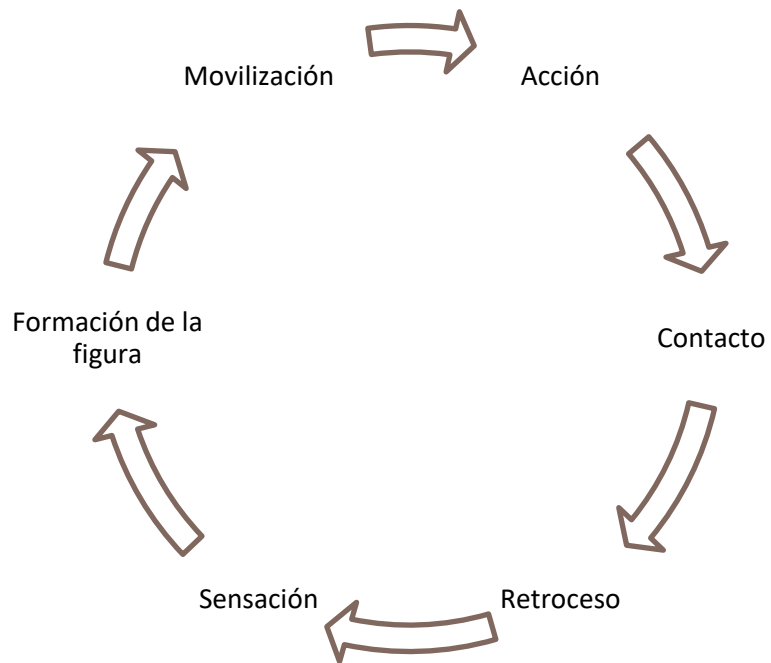 Movilización
Acción
Formación de la
figura
Contacto
Sensación
Retroceso